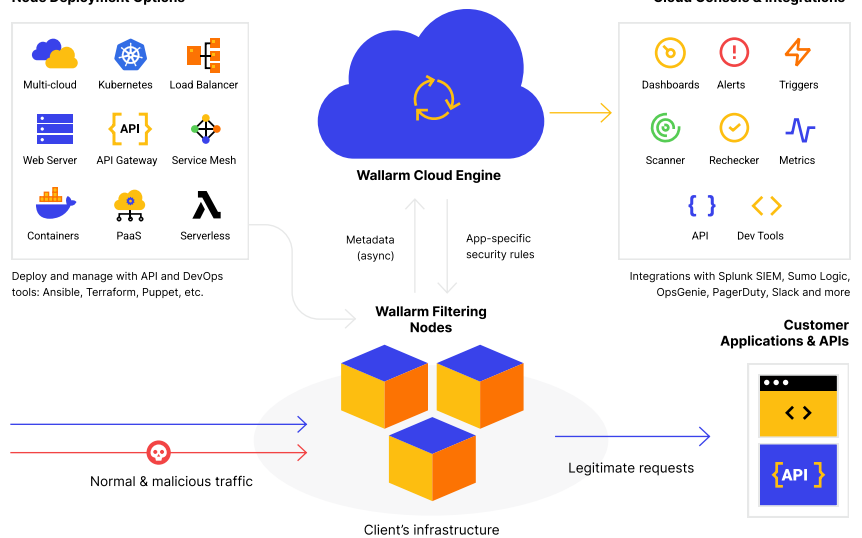 Node Deployment Options
Cloud Console & Integrations
Multi-cloud
Kubernetes
Load Balancer
Web Server
API
API Gateway
Service Mesh
Containers
PaaS
Serverless
Deploy and manage with API and DevOps
tools: Ansible, Terraform, Puppet, etc.
Wallarm Cloud Engine
Metadata
(async)
App-specific
security rules
Dashboards
Alerts
Triggers
Scanner
Rechecker
Metrics
API
Dev Tools
Integrations with Splunk SIEM, Sumo Logic,
OpsGenie, PagerDuty, Slack and more
Wallarm Filtering
Nodes
Customer
Applications & APIs
Normal & malicious traffic
Legitimate requests
{API}
Client's infrastructure